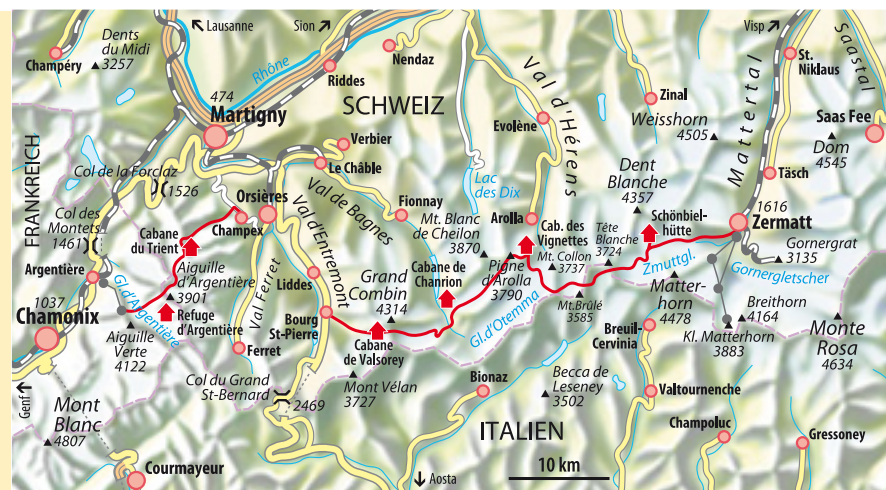 Dents
du Midi
3257
Champéry
Lausanne
Sion
Rhône
Riddes
Nendaz
474
Martigny
SCHWEIZ
Val d'Hérens
Visp
St.
Niklaus
Saastal
Zinal
Weisshorn
4505
Mattertal
Saas Fee
Dom
4545
Täsch
FRANKREICH
Col de la Forclaz
1526
Verbier
Le Châble
Evolène
Lac
des Dix
Dent
Blanche
4357
Col des
Montets
1461
Orsières
Champex
Cabane
du Trient
Val de Bagnes
Fionnay
Mt. Blanc
de Cheilon
3870
Arolla
Cab. des
Vignettes
Mt. Collon
3737
Tête
Blanche
3724
Schönbiel-
hütte
1616
Zermatt
Gornergrat
3135
Gornergletscher
Argentière
Gl.d'Argentière
Aiguille
d'Argentière
3901
Refuge
d'Argentière
Val Ferret
Val d'Entremont
Liddes
Grand
Combin
4314
Cabane de
Chanrion
Pigne
d'Arolla
3790
Gl.d'Otemma
Zmuttgl.
Matter-
horn
4478
1037
Chamonix
Aiguille
Verte
4122
Bourg
St-Pierre
Ferret
Cabane
de Valsorey
Mt.Brûlé
3585
Breuil-
Cervinia
Breithorn
4164
Kl. Matterhorn
3883
Monte
Rosa
4634
Genf
Col du Grand
St-Bernard
2469
Mont Vélan
3727
Bionaz
Becca de
Leseney
3502
Valtournenche
Mont
Blanc
4807
Courmayeur
Aosta
ITALIEN
10 km
Champoluc
Gressoney